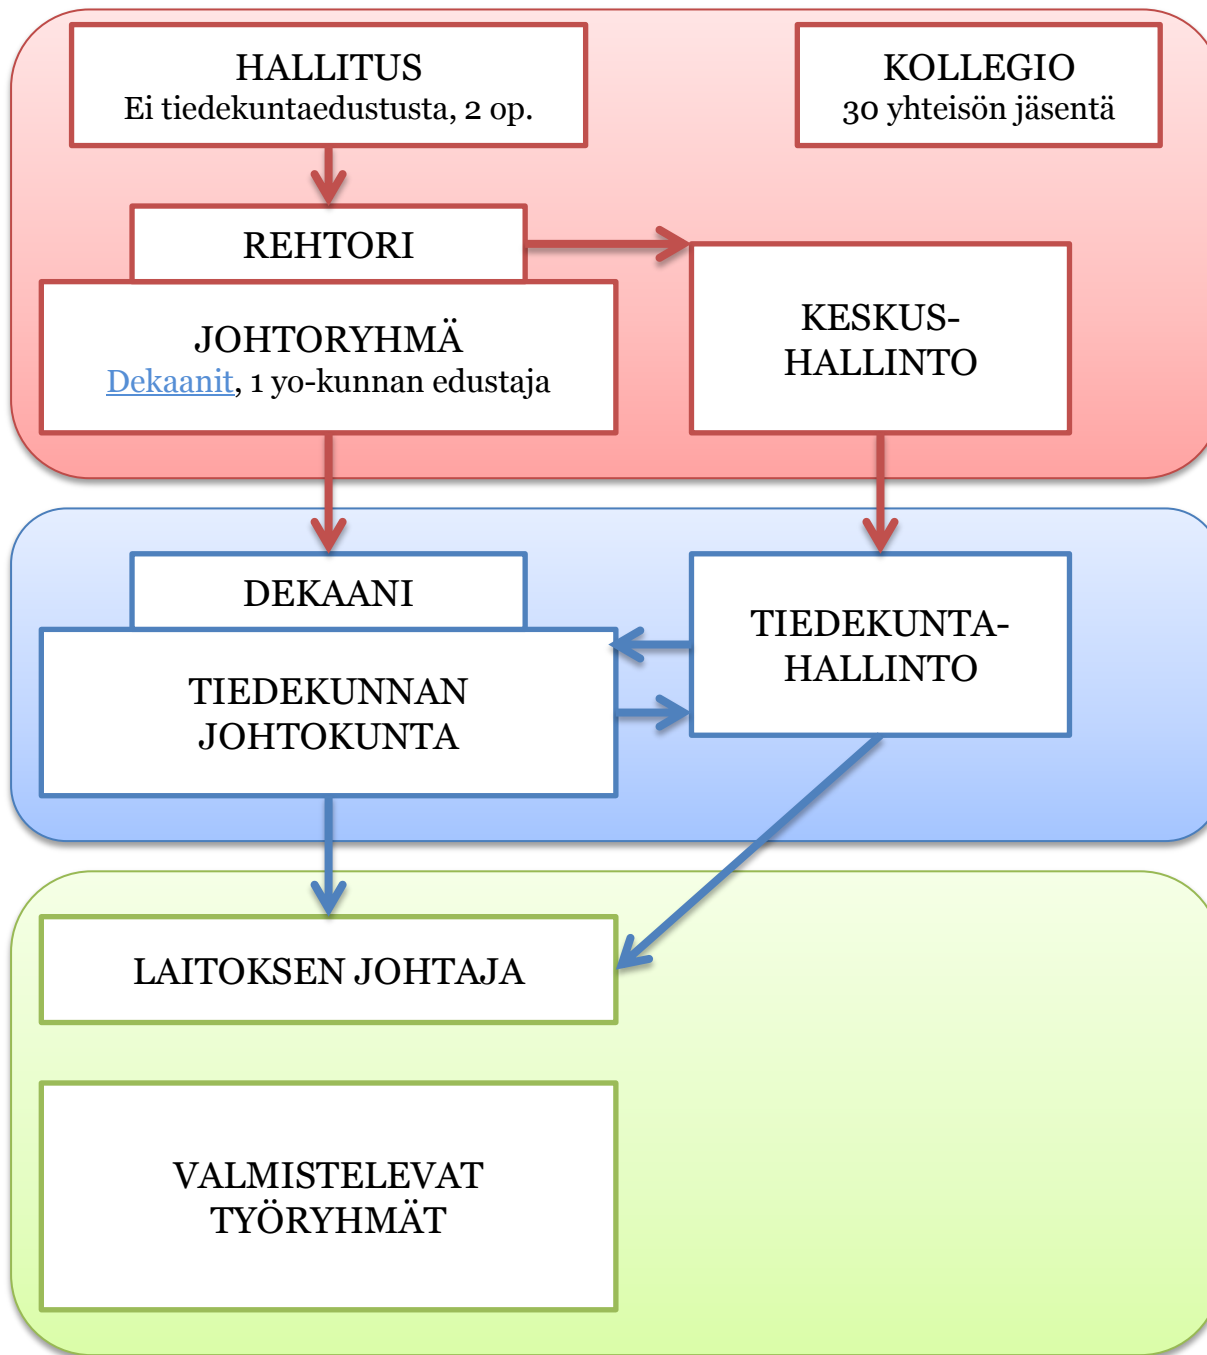 HALLITUS
Ei tiedekuntaedustusta, 2 op.
KOLLEGIO
30 yhteisön jäsentä
REHTORI
JOHTORYHMÄ
Dekaanit, 1 yo-kunnan edustaja
KESKUS-
HALLINTO
DEKAANI
TIEDEKUNNAN
JOHTOKUNTA
TIEDEKUNTA-
HALLINTO
LAITOKSEN JOHTAJA
VALMISTELEVAT
TYÖRYHMÄT